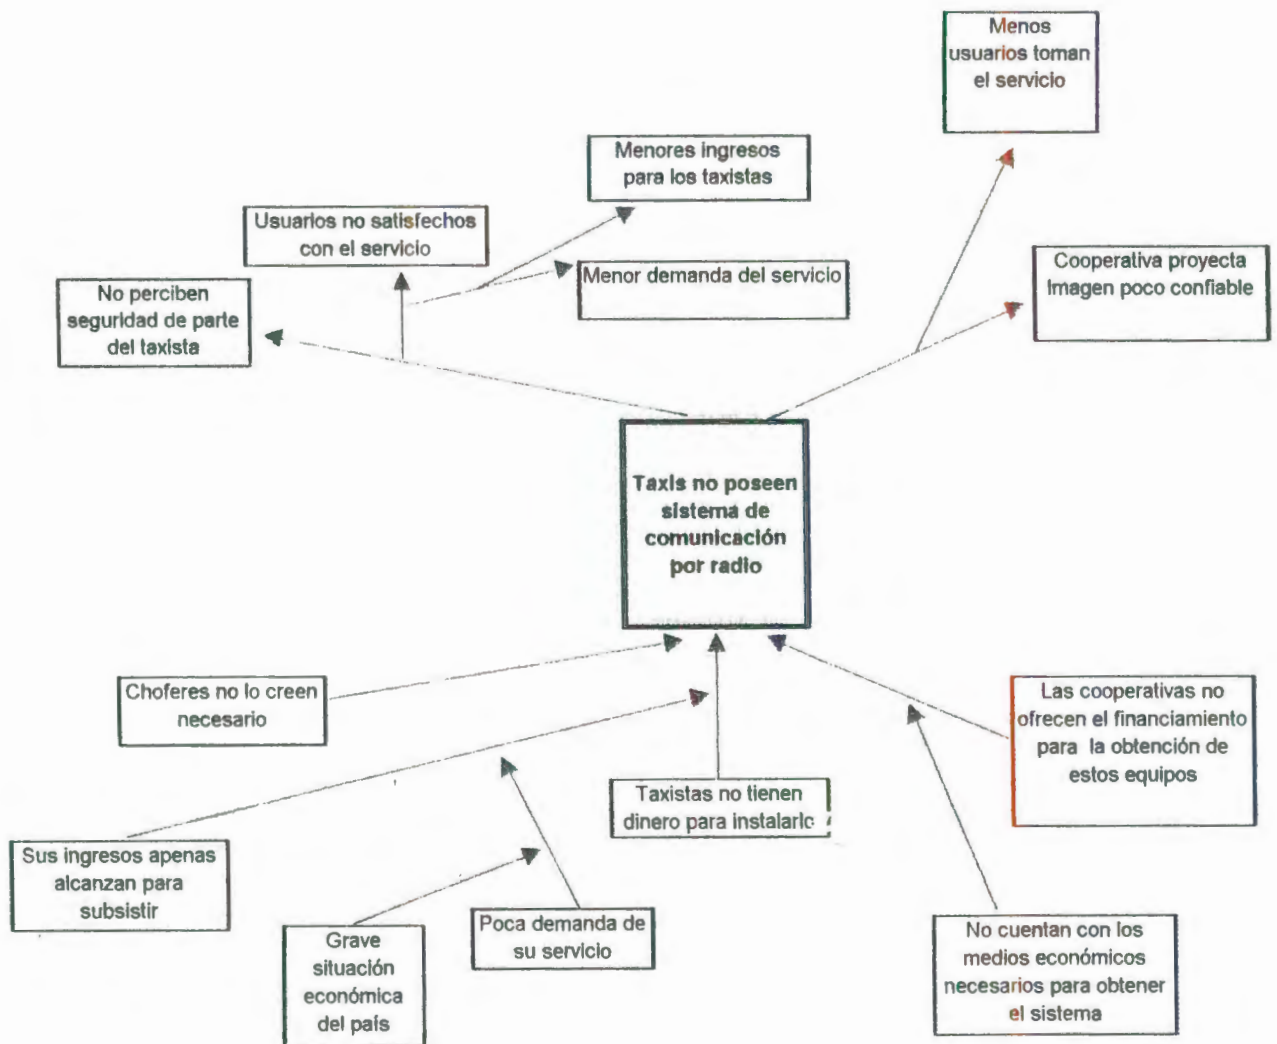 Menos
usuarios toman
el servicio
Menores ingresos
para los taxistas
Usuarios no satisfechos
con el servicio
Menor demanda del servicio
Cooperativa proyecta
Imagen poco confiable
No perciben
seguridad de parte
del taxista
Taxis no poseen
sistema de
comunicación
por radio
Choferes no lo creen
necesario
Las cooperativas no
ofrecen el financiamiento
para la obtención de
estos equipos
Taxistas no tienen
dinero para instalarlo
Sus ingresos apenas
alcanzan para
subsistir
Poca demanda de
su servicio
Grave
situación
económica
del país
No cuentan con los
medios económicos
necesarios para obtener
el sistema